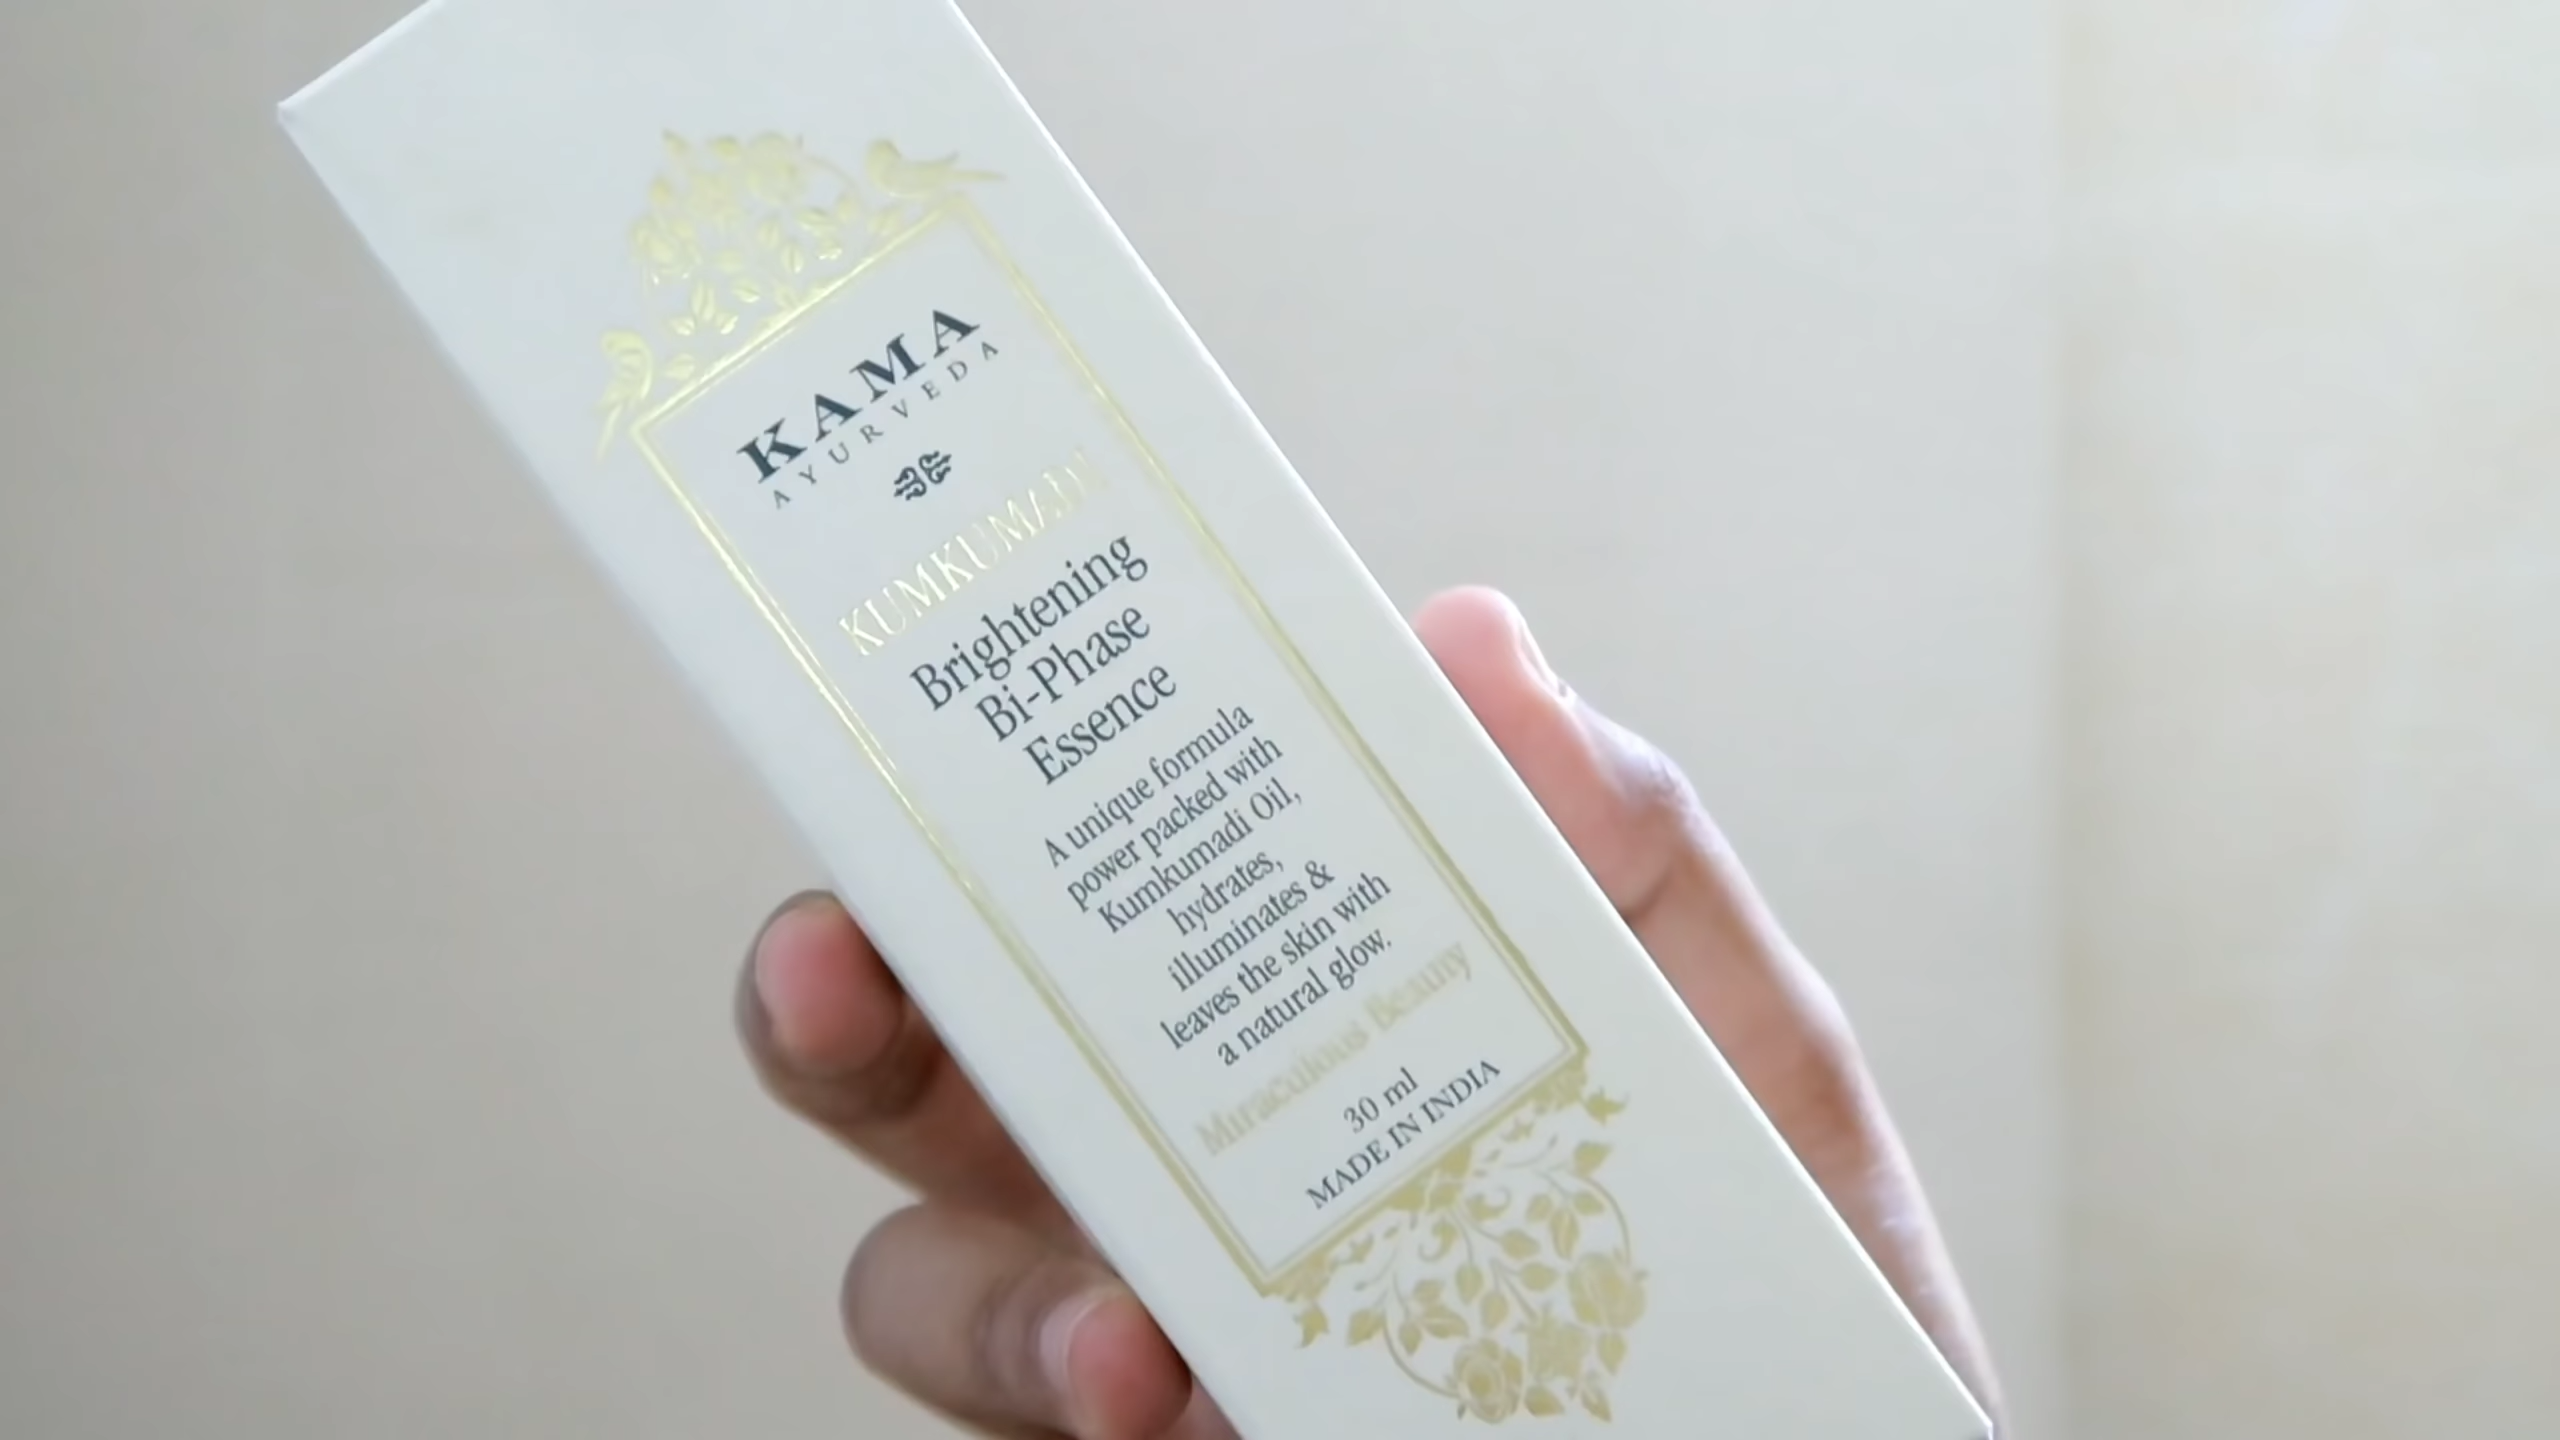 KAMA
AYURVEDA
KUMKUMADI
Brightening
Bi-Phase
Essence
A unique formula
power packed with
Kumkumadi Oil,
hydrates,
illuminates &
leaves the skin with
a natural glow.
Miraculous Beauty
30 ml
MADE IN INDIA